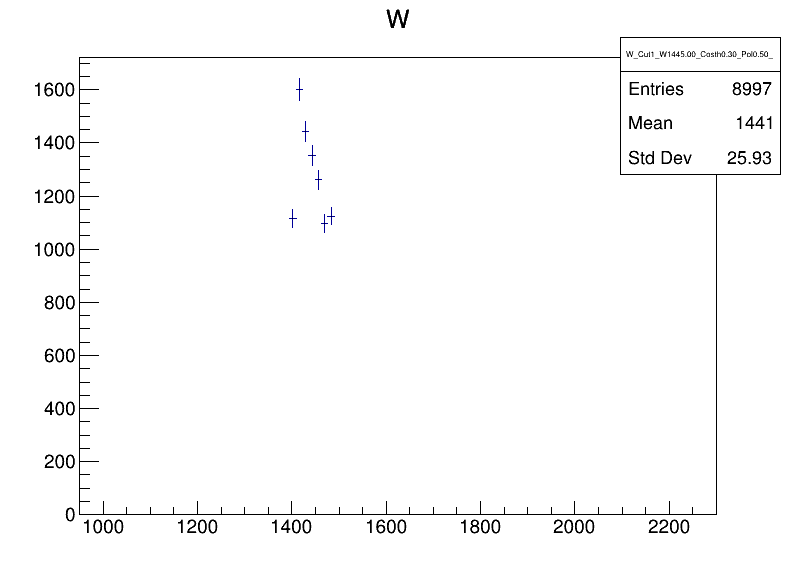 W
W_Cut1_W1445.00_Costh0.30_Pol0.50_
Entries 8997
Mean 1441
Std Dev 25.93
1600
1400
1200
1000
800
600
400
200
0
1000 1200 1400 1600 1800 2000 2200